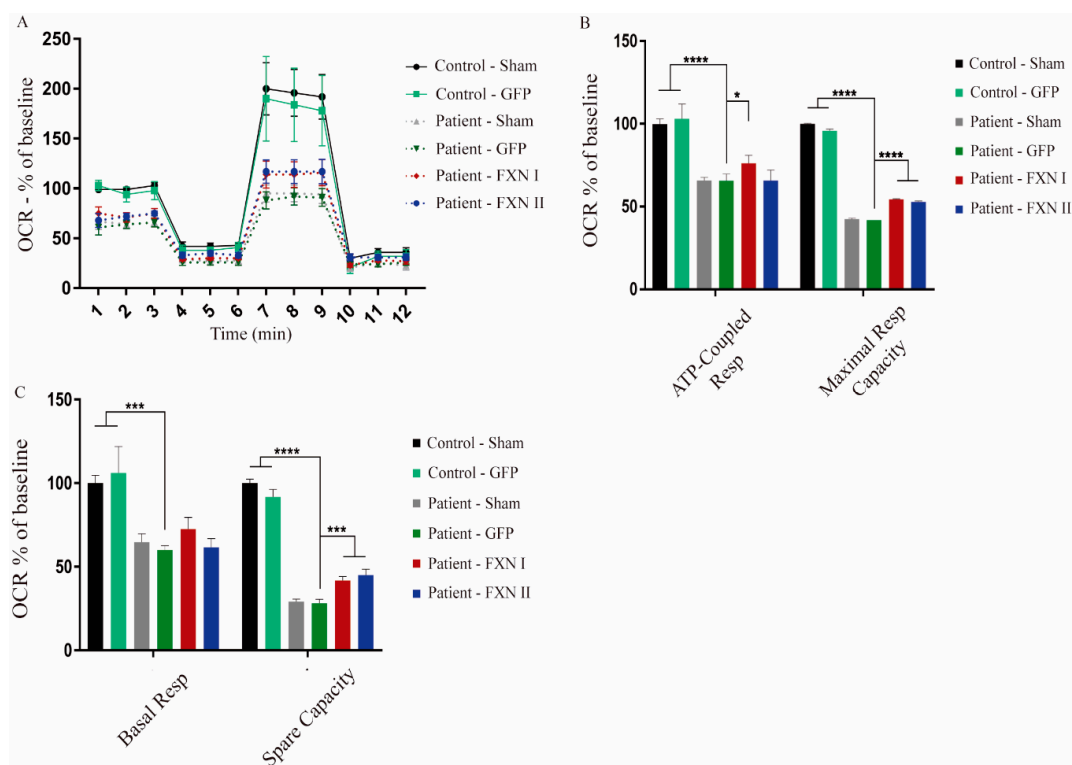 A
OCR - % of baseline
250
200
150
100
50
0
1 2 3 4 5 6 7 8 9 10 11 12
Time (min)
Control - Sham
Control - GFP
Patient - Sham
Patient - GFP
Patient - FXN I
Patient - FXN II
B
OCR % of baseline
150
100
50
0
****
*
****
****
ATP-Coupled
Resp
Maximal Resp
Capacity
Control - Sham
Control - GFP
Patient - Sham
Patient - GFP
Patient - FXN I
Patient - FXN II
C
OCR % of baseline
150
100
50
0
***
****
***
Basal Resp
Spare Capacity
Control - Sham
Control - GFP
Patient - Sham
Patient - GFP
Patient - FXN I
Patient - FXN II